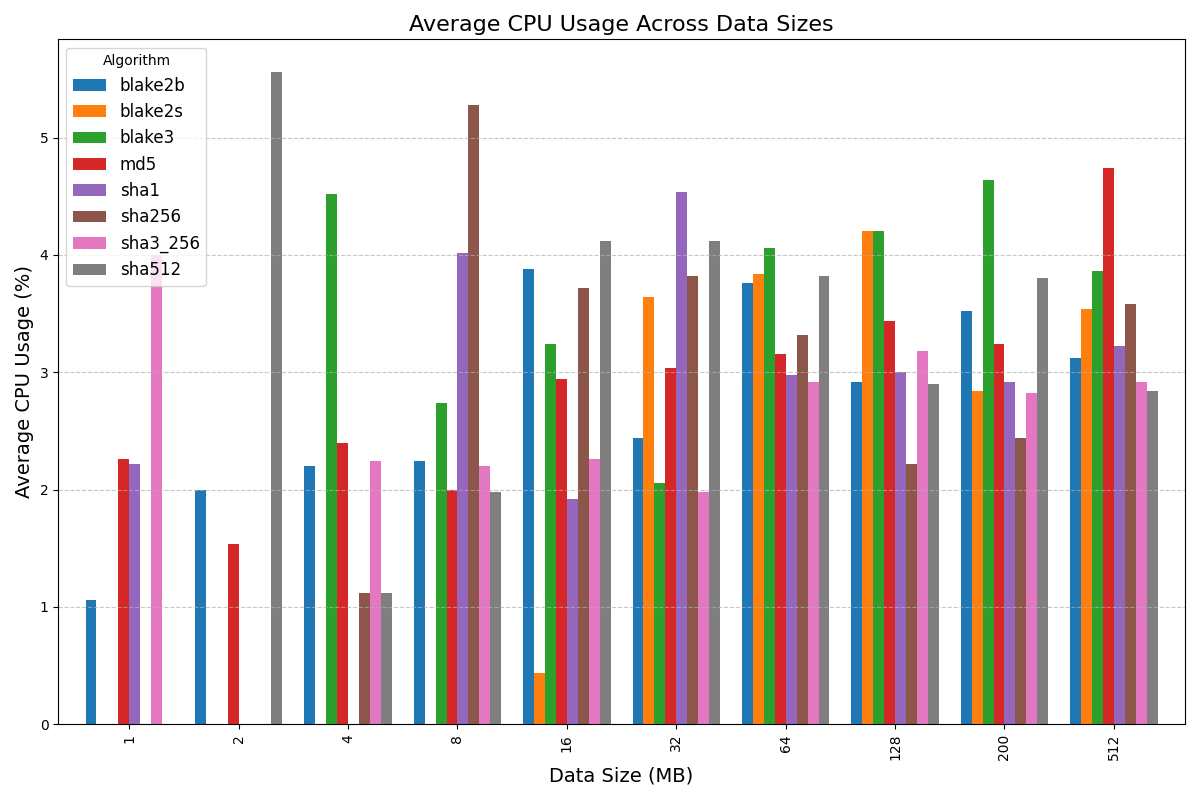 Average CPU Usage Across Data Sizes
Algorithm
blake2b
blake2s
blake3
md5
sha1
sha256
sha3_256
sha512
Average CPU Usage (%)
5
4
3
2
1
0
1
2
4
8
16
32
64
128
200
512
Data Size (MB)